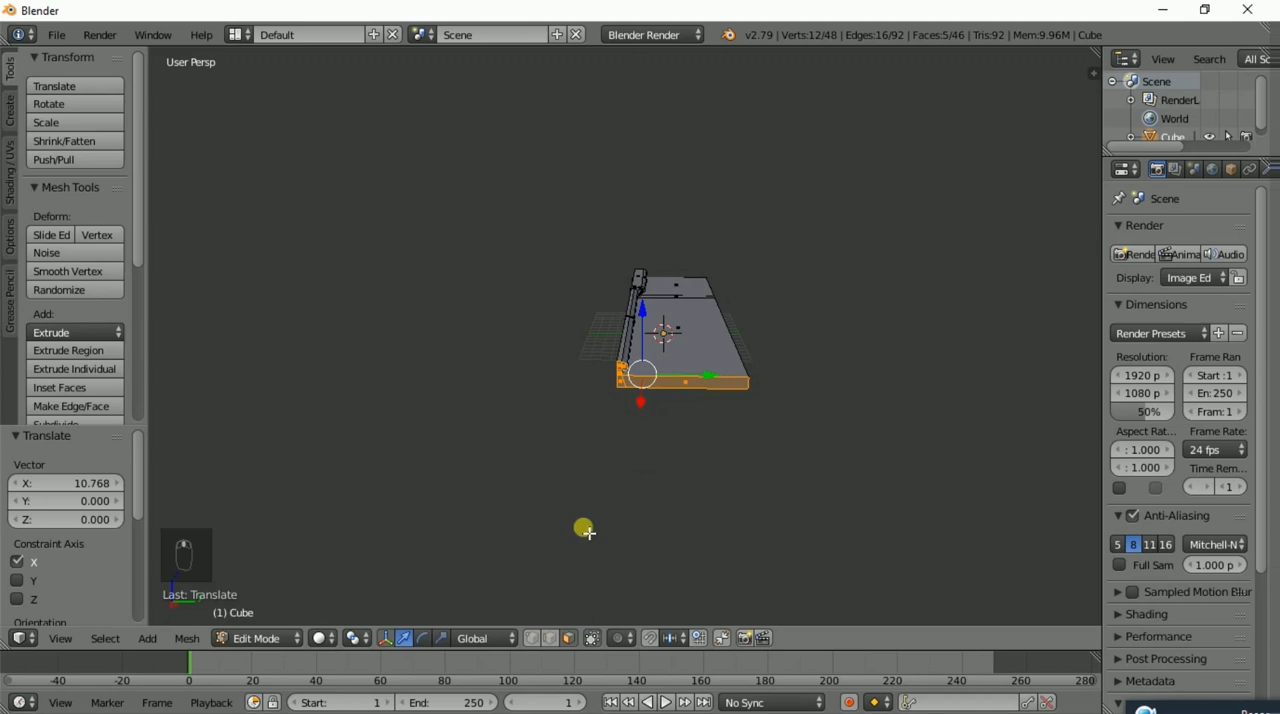 Blender
File Render Window Help Default Scene Blender Render v2.79 | Verts:12/48 | Edges:16/92 | Faces:5/46 | Tris:92 | Mem:9.96M | Cube
Tools
Create
Shading / UVs
Options
Grease Pencil
Transform
Translate
Rotate
Scale
Shrink/Fatten
Push/Pull
Mesh Tools
Deform:
Slide Ed Vertex
Noise
Smooth Vertex
Randomize
Add:
Extrude
Extrude Region
Extrude Individual
Inset Faces
Make Edge/Face
Translate
Vector
X: 10.768
Y: 0.000
Z: 0.000
Constraint Axis
X
Y
Z
Orientation
User Persp
Last: Translate
(1) Cube
View Search All Sc
Scene
RenderL
World
Cube
Scene
Render
Rende Anima Audio
Display: Image Ed
Dimensions
Render Presets
Resolution: Frame Ran
1920 p Start :1
1080 p En: 250
50% Fram: 1
Aspect Rat... Frame Rate:
: 1.000 24 fps
: 1.000 Time Rem...
1
Anti-Aliasing
5 8 11 16 Mitchell-N
Full Sam 1.000 p
Sampled Motion Blur
Shading
Performance
Post Processing
Metadata
View Select Add Mesh Edit Mode Global
-40 -20 0 20 40 60 80 100 120 140 160 180 200 220 240 260 280
View Marker Frame Playback Start: 1 End: 250 1 No Sync